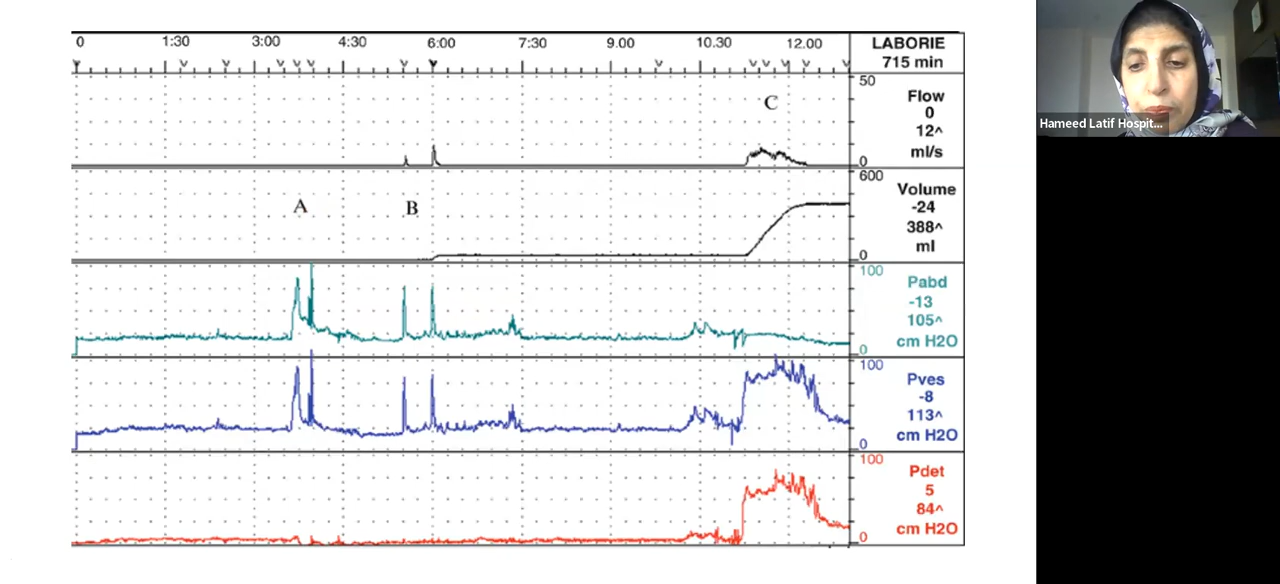 0 1:30 3:00 4:30 6:00 7:30 9.00 10.30 12.00 LABORIE
715 min
50
Flow
0
12^
ml/s
0
C
600
Volume
-24
388^
ml
0
A B
100
Pabd
-13
105^
cm H2O
0
100
Pves
-8
113^
cm H2O
0
100
Pdet
5
84^
cm H2O
0
Hameed Latif Hospit...